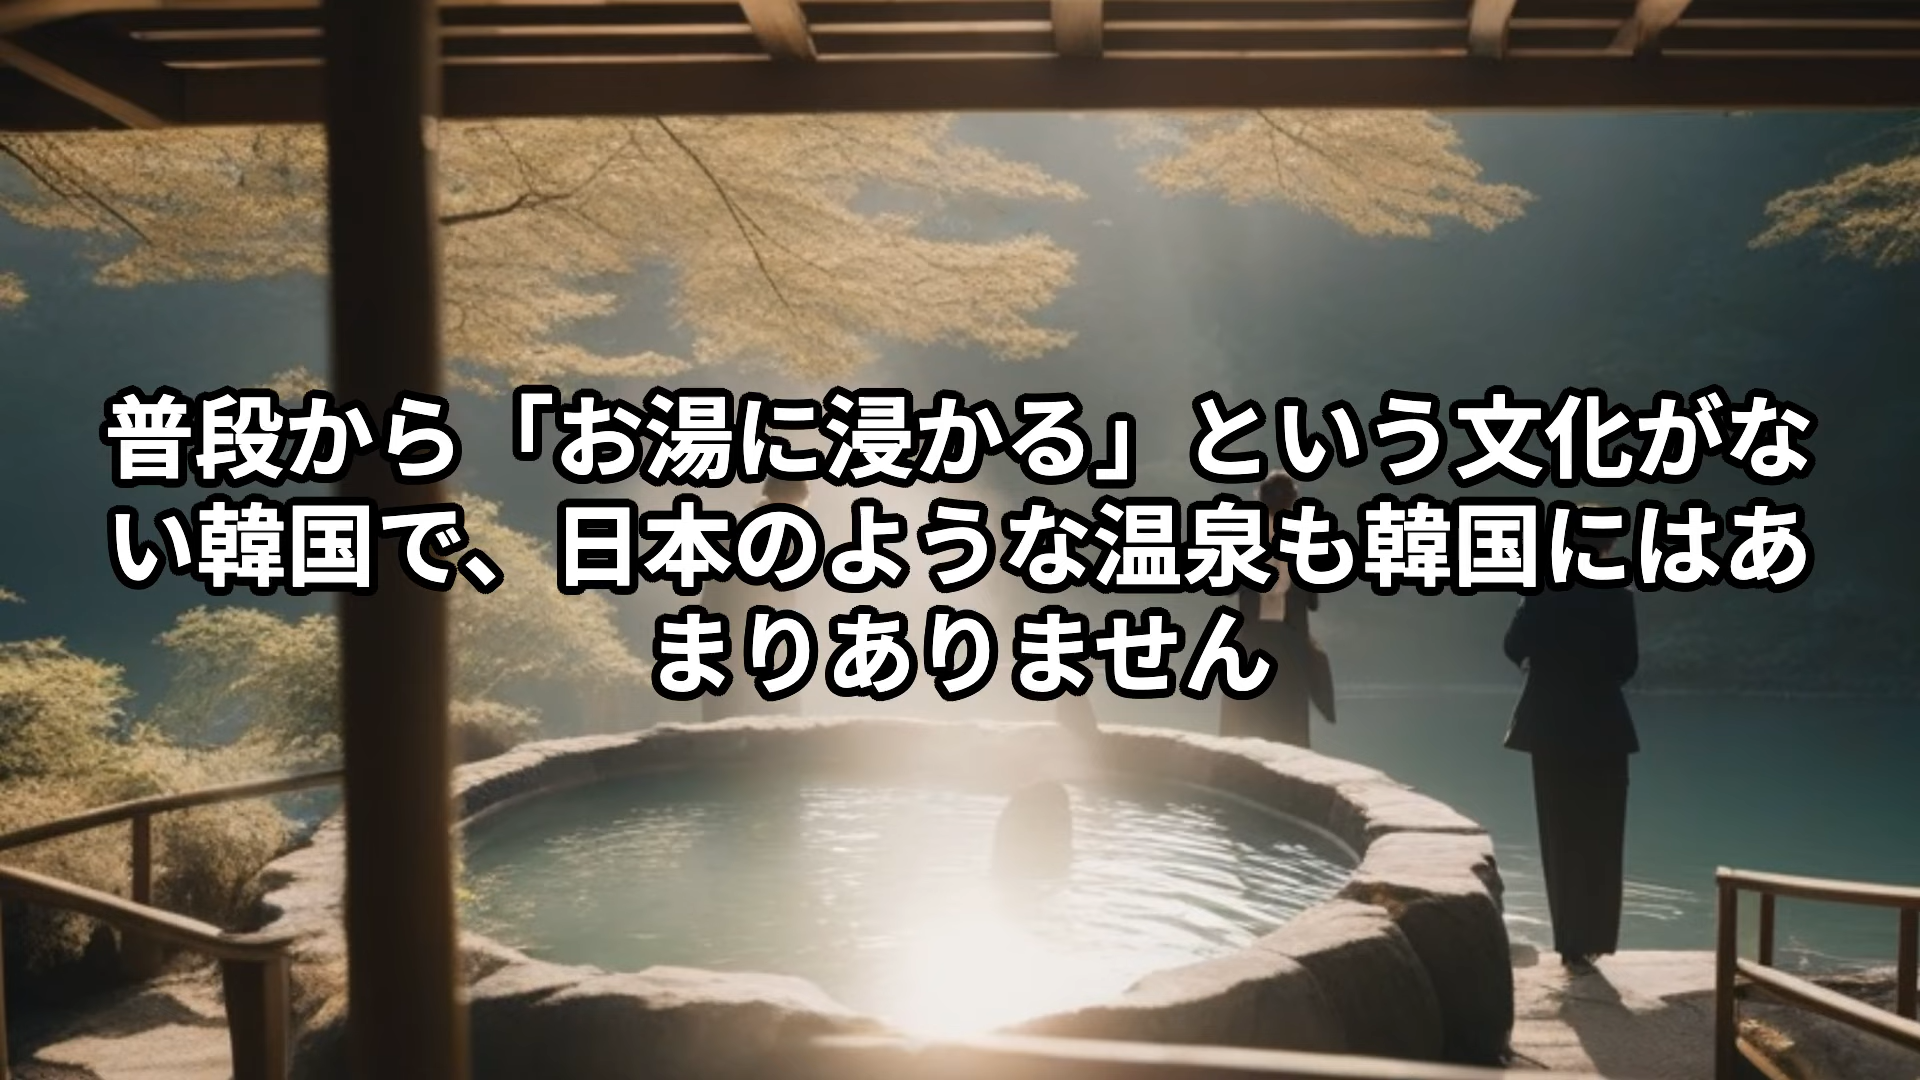 普段から「お湯に浸かる」という文化がな
い韓国で、日本のような温泉も韓国にはあ
まりありません